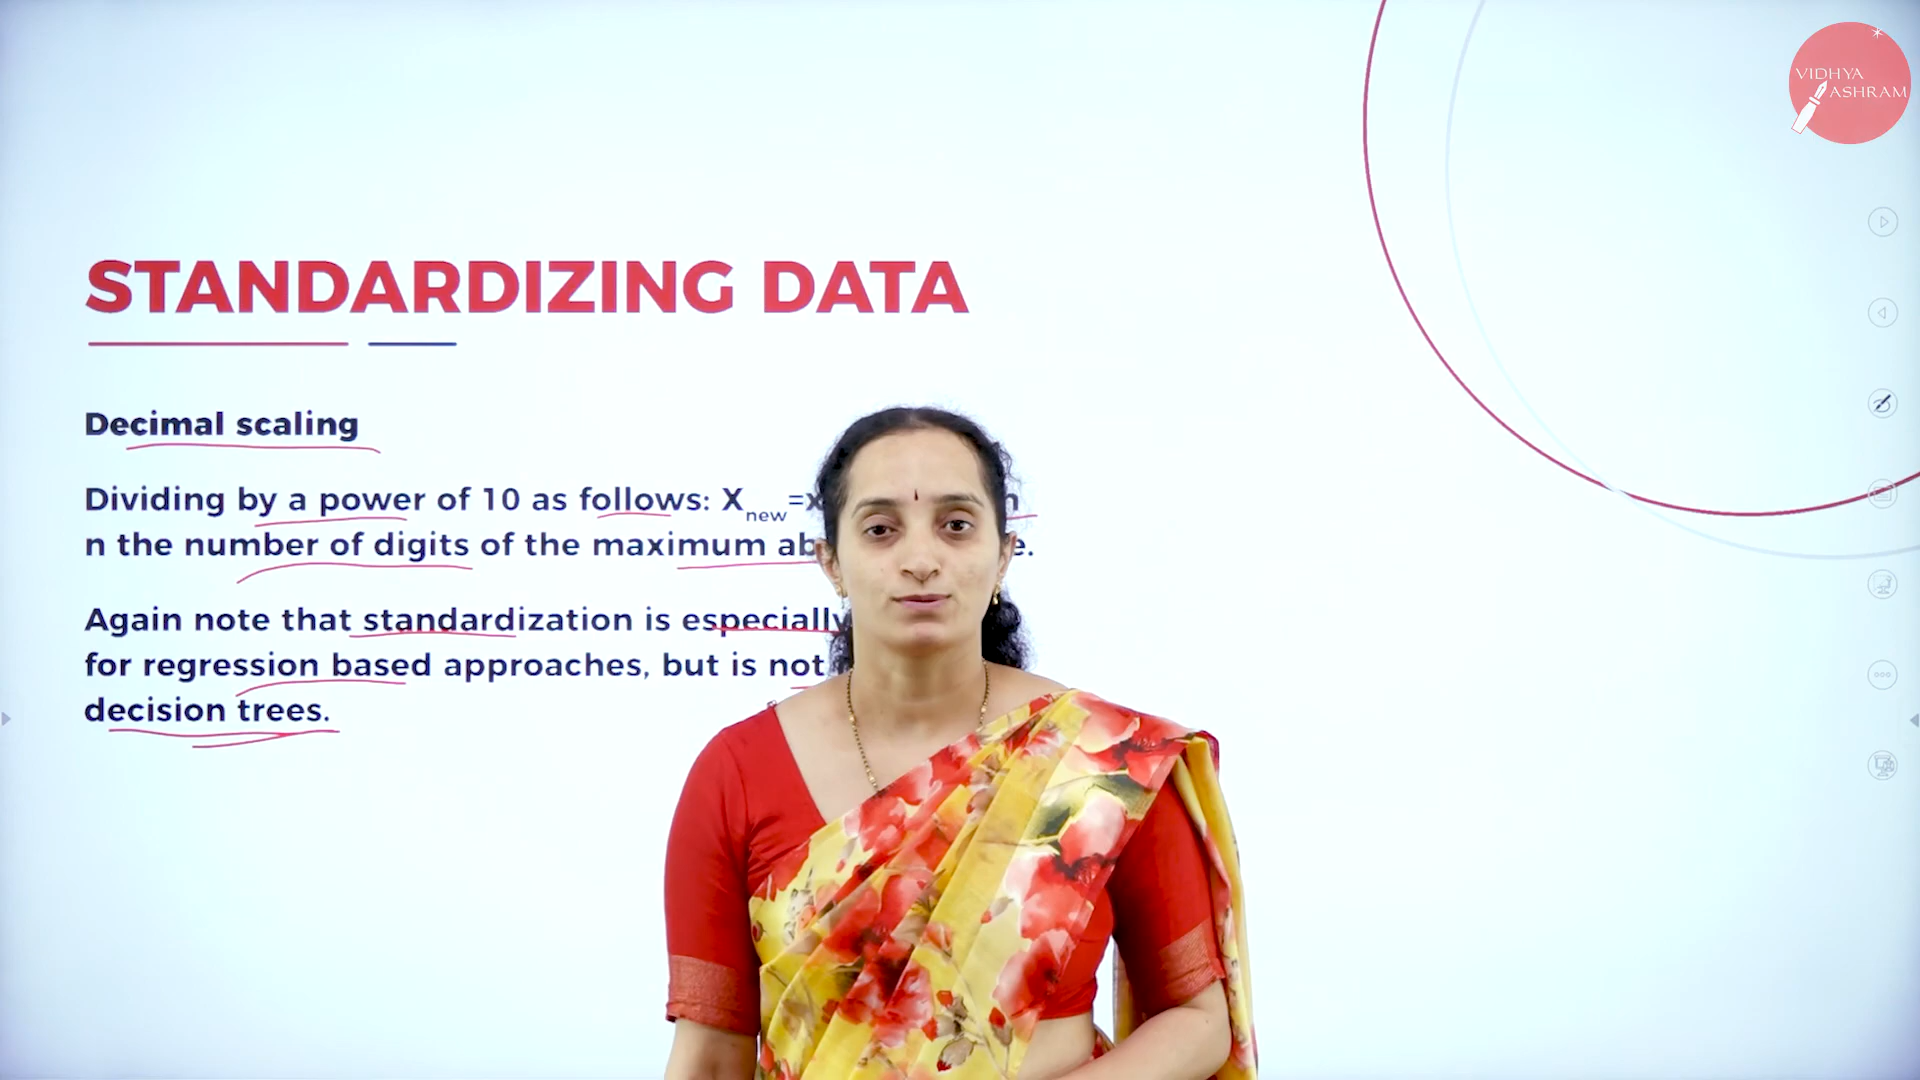 VIDHYA
ASHRAM
STANDARDIZING DATA
Decimal scaling
Dividing by a power of 10 as follows: Xnew=x
n the number of digits of the maximum
Again note that standardization is especially
for regression based approaches, but is not
decision trees.